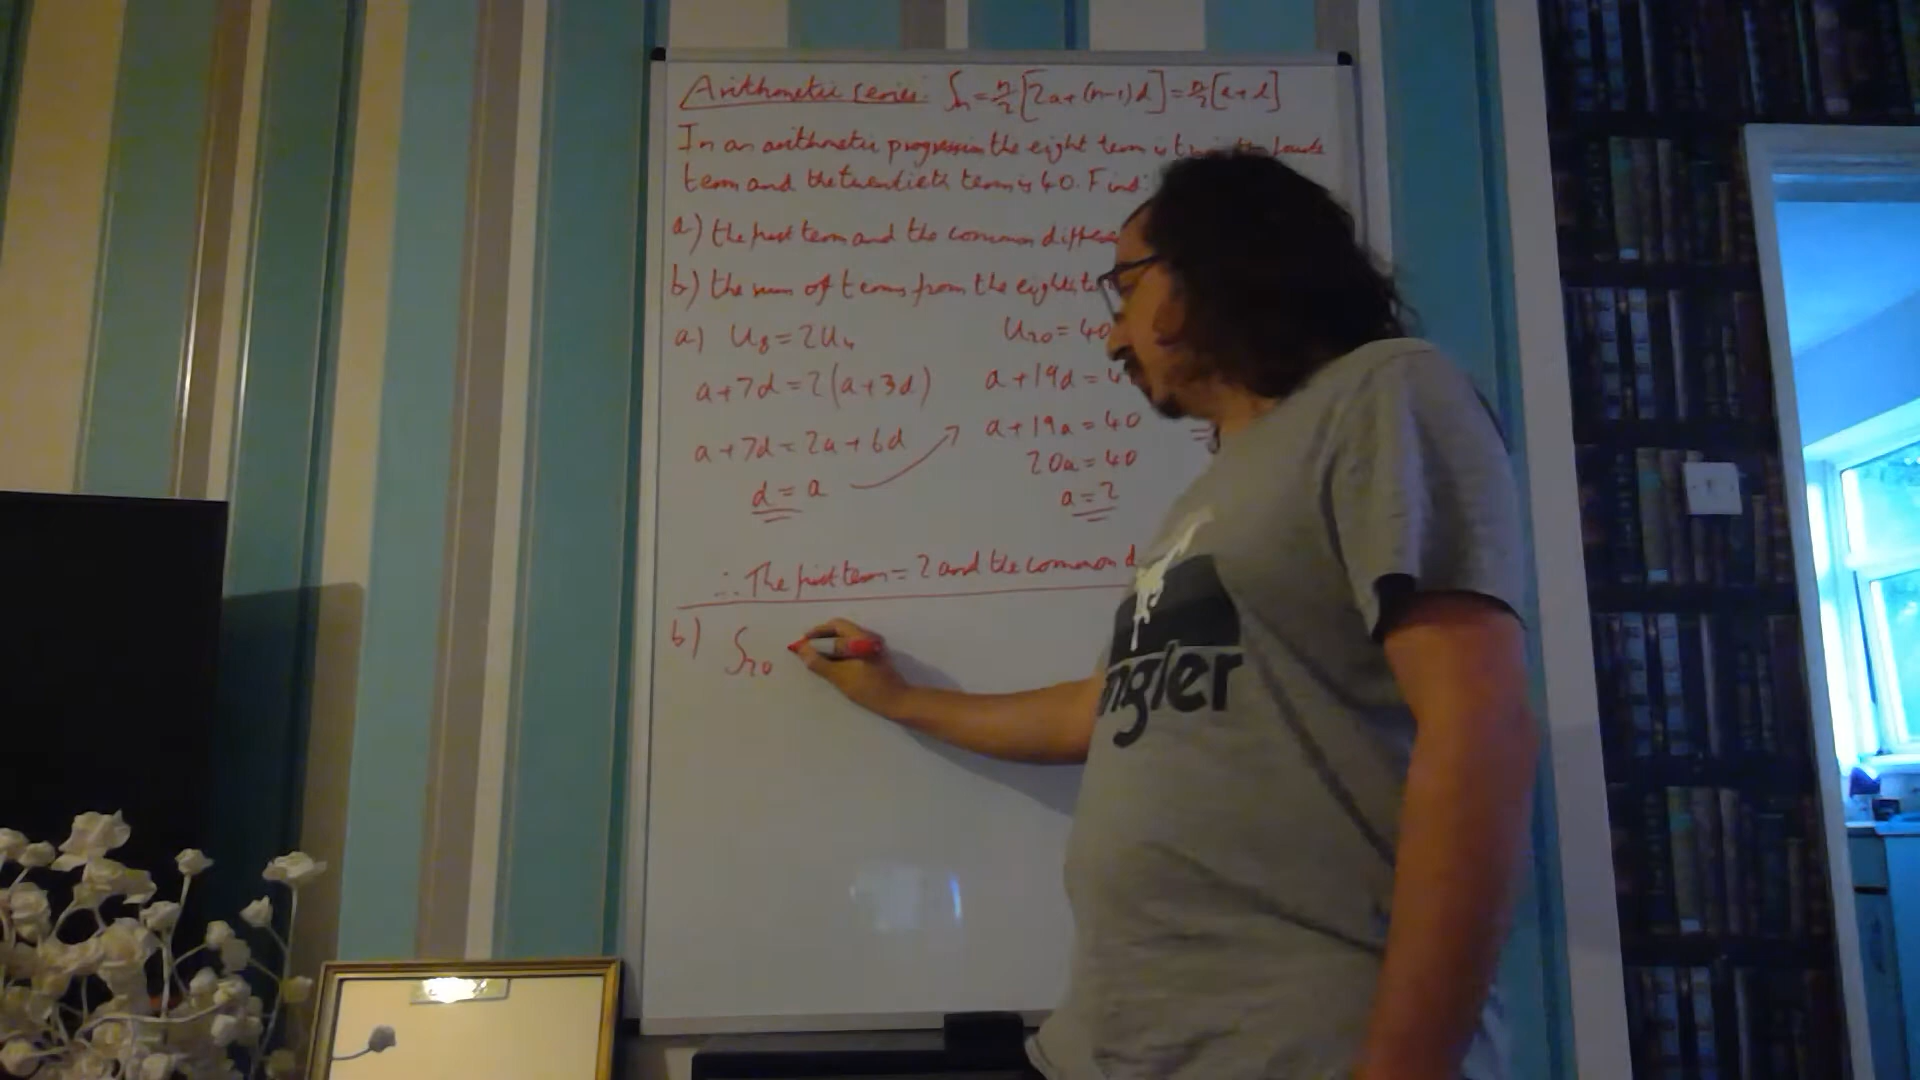 Arithmetic series: Sn = n/2 [2a + (n-1)d] = n/2 [a + l]
In an arithmetic progression the eight term is fourth
term and the twentieth term is 40. Find:
a) the first term and the common
b) the sum of terms from the eighth
a) U8 = 2U4
U20 = 40
a + 7d = 2(a + 3d)
a + 19d = 4
a + 7d = 2a + 6d
a + 19a = 40
20a = 40
d = a
a = 2
∴ The first term = 2 and the common d
b) S20
ngler